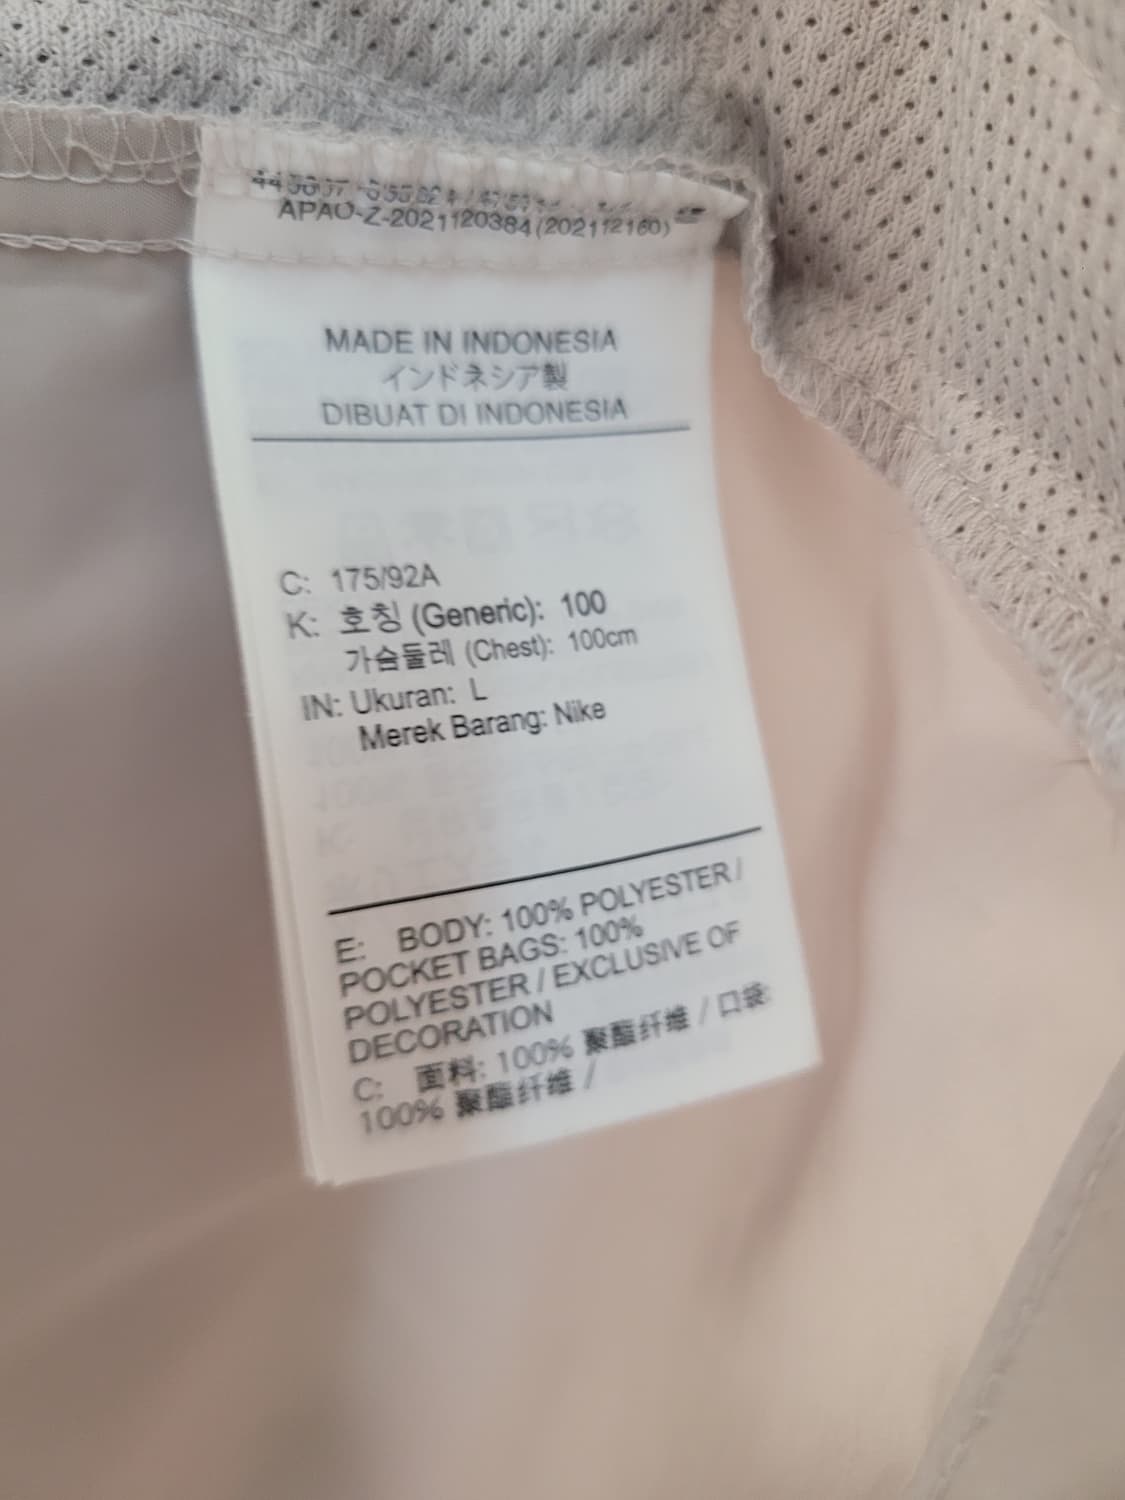 APAO-Z-2021120384(202112160)
MADE IN INDONESIA
インドネシア製
DIBUAT DI INDONESIA
C: 175/92A
K: 호칭 (Generic): 100
가슴둘레 (Chest): 100cm
IN: Ukuran: L
Merek Barang: Nike
E: BODY: 100% POLYESTER /
POCKET BAGS: 100%
POLYESTER / EXCLUSIVE OF
DECORATION
C: 面料: 100% 聚酯纤维 / 口袋:
100% 聚酯纤维 /